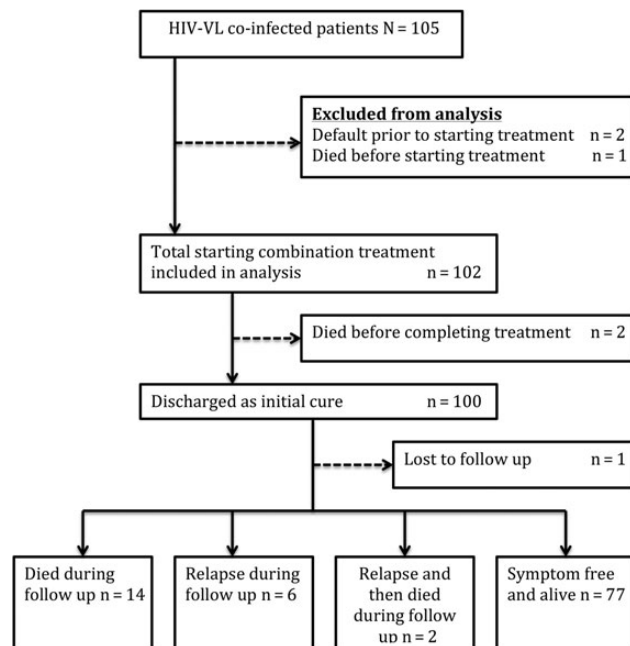 HIV-VL co-infected patients N = 105
Excluded from analysis
Default prior to starting treatment n = 2
Died before starting treatment n = 1
Total starting combination treatment
included in analysis n = 102
Died before completing treatment n = 2
Discharged as initial cure n = 100
Lost to follow up n = 1
Died during
follow up n = 14
Relapse during
follow up n = 6
Relapse and
then died
during follow
up n = 2
Symptom free
and alive n = 77